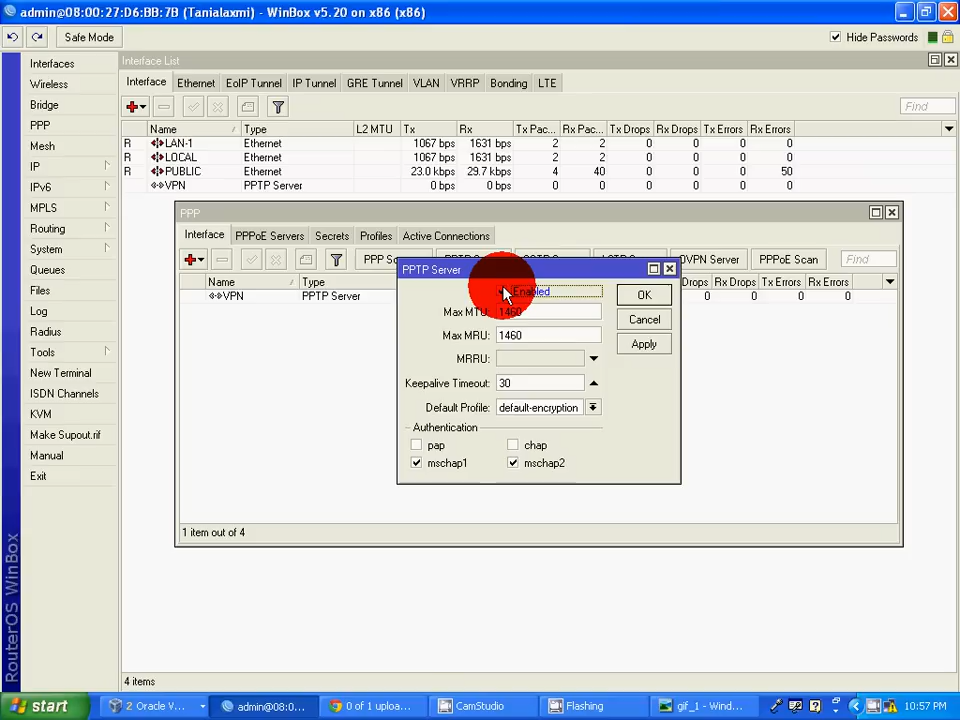 admin@08:00:27:D6:BB:7B (Tanialaxmi) - WinBox v5.20 on x86 (x86)
Safe Mode
Hide Passwords
Interfaces
Wireless
Bridge
PPP
Mesh
IP
IPv6
MPLS
Routing
System
Queues
Files
Log
Radius
Tools
New Terminal
ISDN Channels
KVM
Make Supout.rif
Manual
Exit
RouterOS WinBox
Interface List
Interface Ethernet EoIP Tunnel IP Tunnel GRE Tunnel VLAN VRRP Bonding LTE
Find
Name Type L2 MTU Tx Rx Tx Pac... Rx Pac... Tx Drops Rx Drops Tx Errors Rx Errors
R LAN-1 Ethernet 1067 bps 1631 bps 2 2 0 0 0 0
R LOCAL Ethernet 1067 bps 1631 bps 2 2 0 0 0 0
R PUBLIC Ethernet 23.0 kbps 29.7 kbps 4 40 0 0 0 50
VPN PPTP Server 0 bps 0 bps 0 0 0 0 0 0
PPP
Interface PPPoE Servers Secrets Profiles Active Connections
PPP Sc OVPN Server PPPoE Scan Find
Name Type Drops Rx Drops Tx Errors Rx Errors
VPN PPTP Server 0 0 0 0
1 item out of 4
PPTP Server
Enabled
Max MTU: 1460
Max MRU: 1460
MRRU:
Keepalive Timeout: 30
Default Profile: default-encryption
Authentication
pap chap
mschap1 mschap2
OK
Cancel
Apply
4 items
start
2 Oracle V...
admin@08:0...
0 of 1 uploa...
CamStudio
Flashing
gif_1 - Wind...
10:57 PM